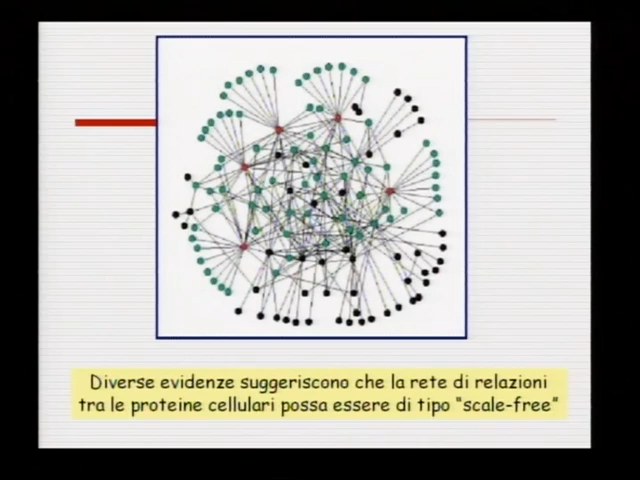 Diverse evidenze suggeriscono che la rete di relazioni
tra le proteine cellulari possa essere di tipo “scale-free”